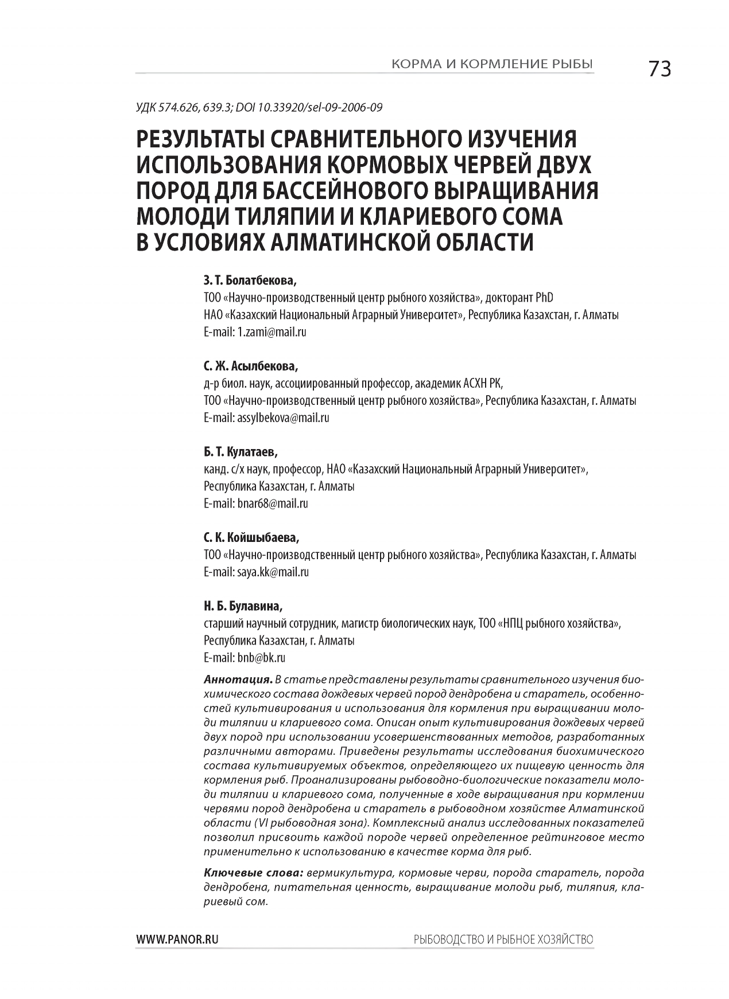 КОРМА И КОРМЛЕНИЕ РЫБЫ
73
УДК 574.626, 639.3; DOI 10.33920/sel-09-2006-09
РЕЗУЛЬТАТЫ СРАВНИТЕЛЬНОГО ИЗУЧЕНИЯ
ИСПОЛЬЗОВАНИЯ КОРМОВЫХ ЧЕРВЕЙ ДВУХ
ПОРОД ДЛЯ БАССЕЙНОВОГО ВЫРАЩИВАНИЯ
МОЛОДИ ТИЛЯПИИ И КЛАРИЕВОГО СОМА
В УСЛОВИЯХ АЛМАТИНСКОЙ ОБЛАСТИ
З. Т. Болатбекова,
ТОО «Научно-производственный центр рыбного хозяйства», докторант PhD
НАО «Казахский Национальный Аграрный Университет», Республика Казахстан, г. Алматы
E-mail: 1.zami@mail.ru
С. Ж. Асылбекова,
д-р биол. наук, ассоциированный профессор, академик АСХН РК,
ТОО «Научно-производственный центр рыбного хозяйства», Республика Казахстан, г. Алматы
E-mail: assylbekova@mail.ru
Б. Т. Кулатаев,
канд. с/х наук, профессор, НАО «Казахский Национальный Аграрный Университет»,
Республика Казахстан, г. Алматы
E-mail: bnar68@mail.ru
С. К. Койшыбаева,
ТОО «Научно-производственный центр рыбного хозяйства», Республика Казахстан, г. Алматы
E-mail: saya.kk@mail.ru
Н. Б. Булавина,
старший научный сотрудник, магистр биологических наук, ТОО «НПЦ рыбного хозяйства»,
Республика Казахстан, г. Алматы
E-mail: bnb@bk.ru
Аннотация. В статье представлены результаты сравнительного изучения био-
химического состава дождевых червей пород дендробена и старатель, особенно-
стей культивирования и использования для кормления при выращивании моло-
ди тиляпии и клариевого сома. Описан опыт культивирования дождевых червей
двух пород при использовании усовершенствованных методов, разработанных
различными авторами. Приведены результаты исследования биохимического
состава культивируемых объектов, определяющего их пищевую ценность для
кормления рыб. Проанализированы рыбоводно-биологические показатели моло-
ди тиляпии и клариевого сома, полученные в ходе выращивания при кормлении
червями пород дендробена и старатель в рыбоводном хозяйстве Алматинской
области (VI рыбоводная зона). Комплексный анализ исследованных показателей
позволил присвоить каждой породе червей определенное рейтинговое место
применительно к использованию в качестве корма для рыб.
Ключевые слова: вермикультура, кормовые черви, порода старатель, порода
дендробена, питательная ценность, выращивание молоди рыб, тиляпия, кла-
риевый сом.
WWW.PANOR.RU
РЫБОВОДСТВО И РЫБНОЕ ХОЗЯЙСТВО